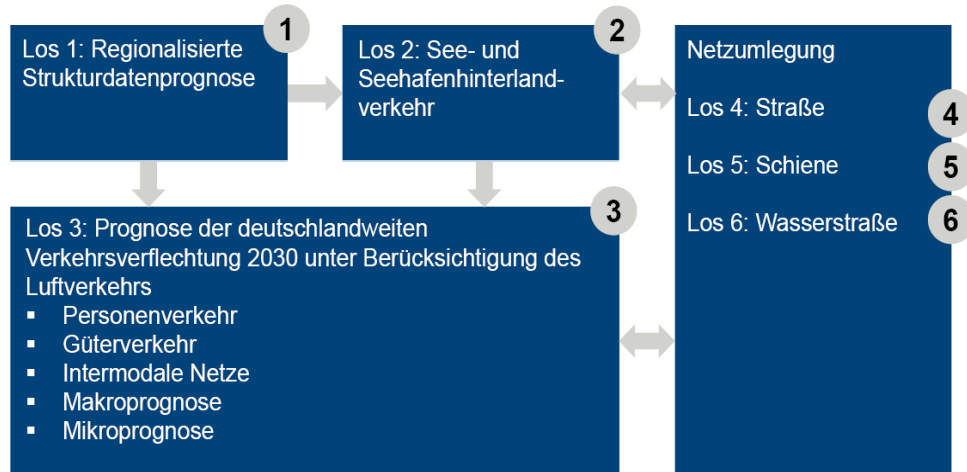 1
Los 1: Regionalisierte
Strukturdatenprognose
2
Los 2: See- und
Seehafenhinterland-
verkehr
Netzumlegung
Los 4: Straße
4
Los 5: Schiene
5
Los 6: Wasserstraße
6
3
Los 3: Prognose der deutschlandweiten
Verkehrsverflechtung 2030 unter Berücksichtigung des
Luftverkehrs
▪ Personenverkehr
▪ Güterverkehr
▪ Intermodale Netze
▪ Makroprognose
▪ Mikroprognose